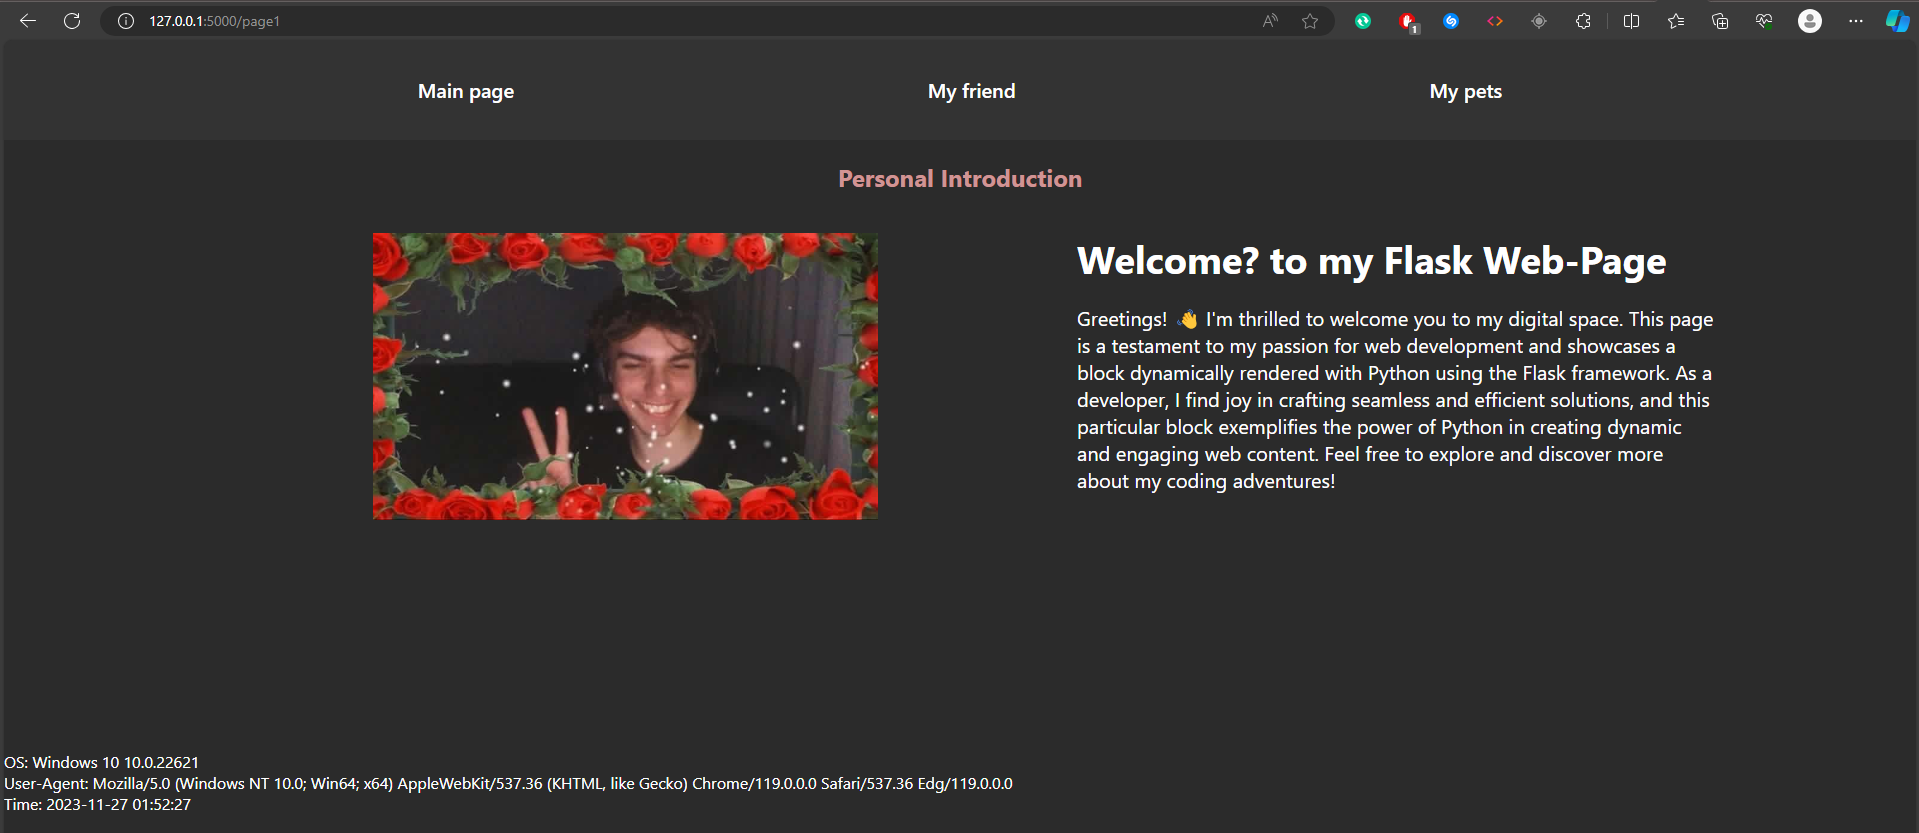 127.0.0.1:5000/page1
1
Main page
My friend
My pets
Personal Introduction
Welcome? to my Flask Web-Page
Greetings! 👋 I'm thrilled to welcome you to my digital space. This page
is a testament to my passion for web development and showcases a
block dynamically rendered with Python using the Flask framework. As a
developer, I find joy in crafting seamless and efficient solutions, and this
particular block exemplifies the power of Python in creating dynamic
and engaging web content. Feel free to explore and discover more
about my coding adventures!
OS: Windows 10 10.0.22621
User-Agent: Mozilla/5.0 (Windows NT 10.0; Win64; x64) AppleWebKit/537.36 (KHTML, like Gecko) Chrome/119.0.0.0 Safari/537.36 Edg/119.0.0.0
Time: 2023-11-27 01:52:27